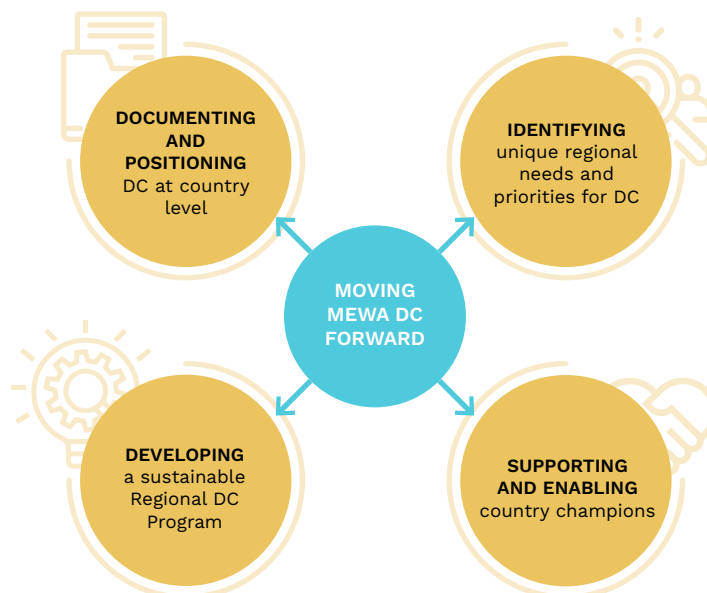 DOCUMENTING
AND
POSITIONING
DC at country
level
IDENTIFYING
unique regional
needs and
priorities for DC
MOVING
MEWA DC
FORWARD
DEVELOPING
a sustainable
Regional DC
Program
SUPPORTING
AND ENABLING
country champions